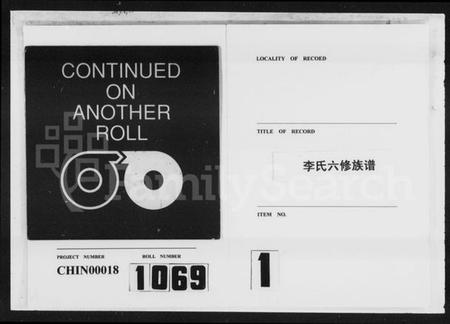 CONTINUED
ON
ANOTHER
ROLL
FamilySearch
LOCALITY OF RECOED
TITLE OF RECORD
李氏六修族谱
ITEM NO.
PROJECT NUMBER
CHIN00018
ROLL NUMBER
1069
1